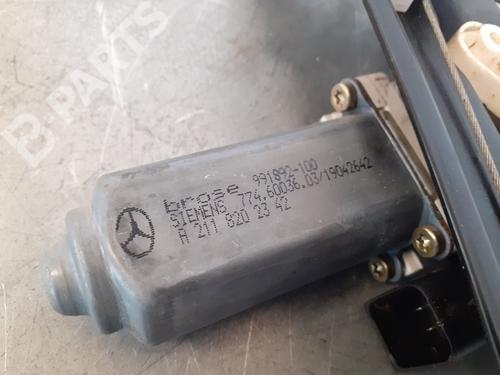 B-PARTS
brose 991892-100
SIEMENS 774.60036.03/19042642
A 211 820 23 42